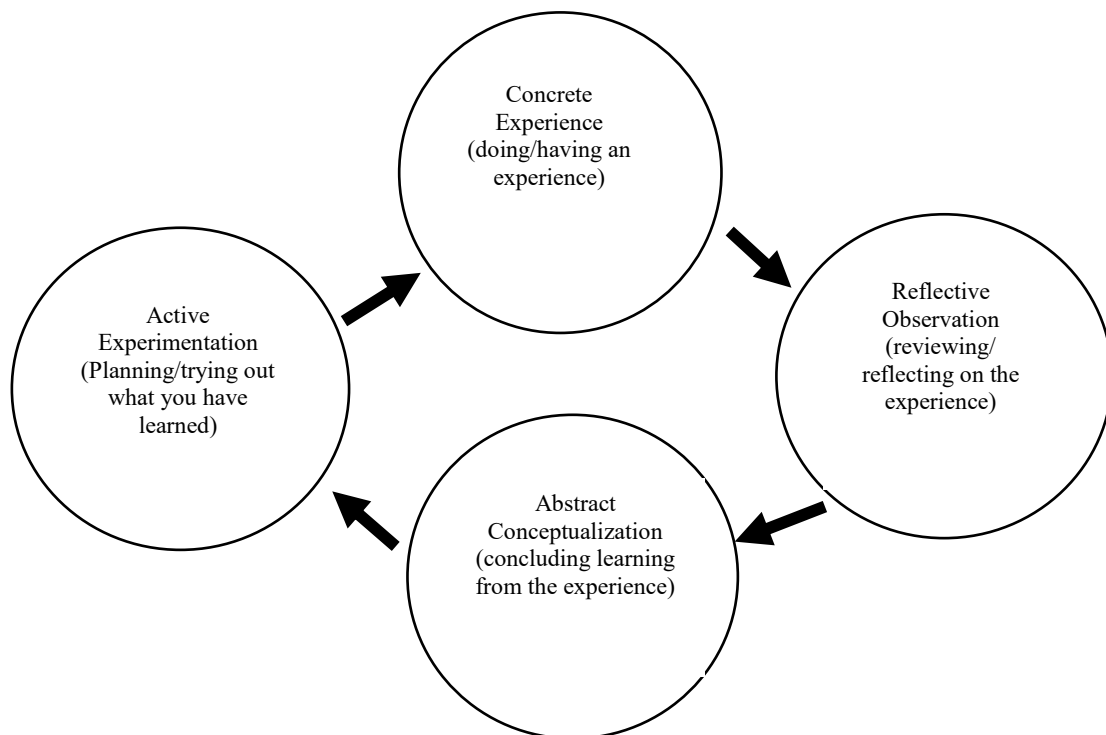 Concrete
Experience
(doing/having an
experience)
Reflective
Observation
(reviewing/
reflecting on the
experience)
Abstract
Conceptualization
(concluding learning
from the experience)
Active
Experimentation
(Planning/trying out
what you have
learned)